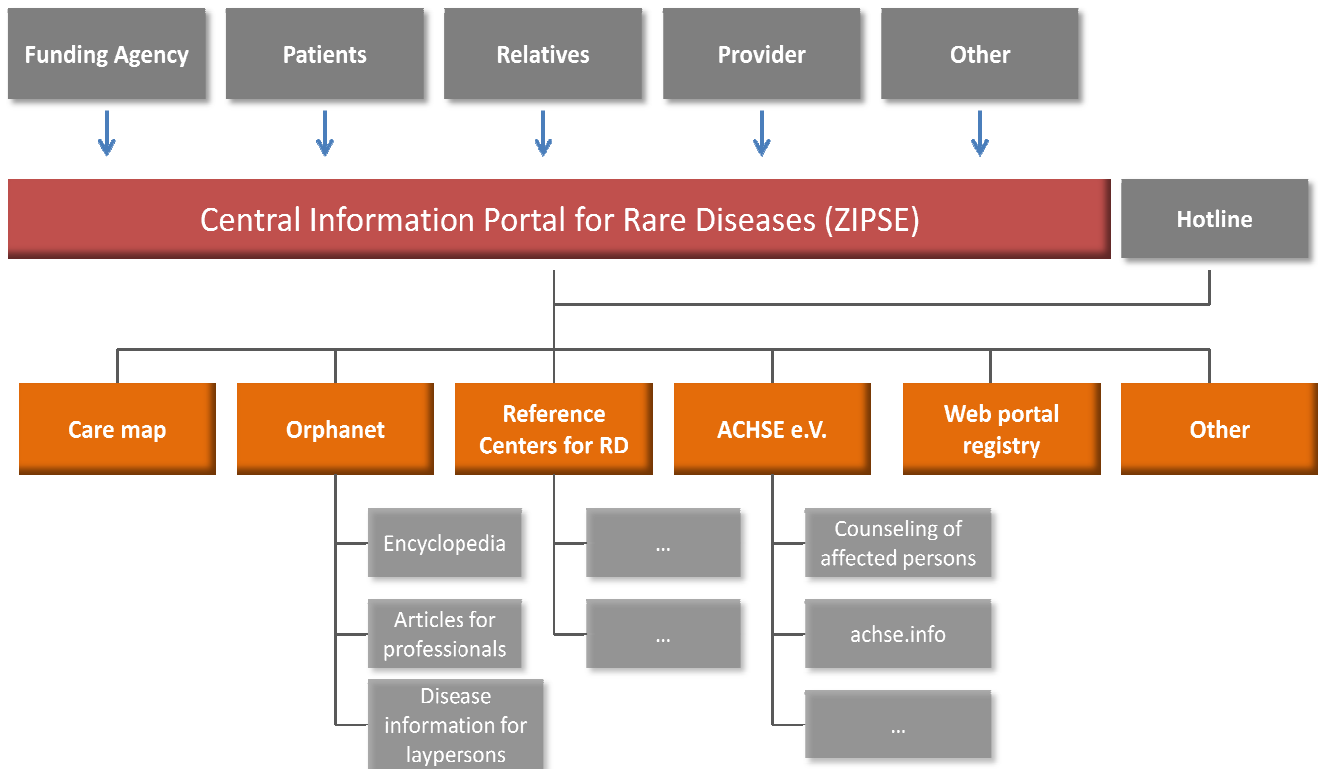 Funding Agency
Patients
Relatives
Provider
Other
Central Information Portal for Rare Diseases (ZIPSE)
Hotline
Care map
Orphanet
Reference
Centers for RD
ACHSE e.V.
Web portal
registry
Other
Encyclopedia
Articles for
professionals
Disease
information for
laypersons
...
...
Counseling of
affected persons
achse.info
...